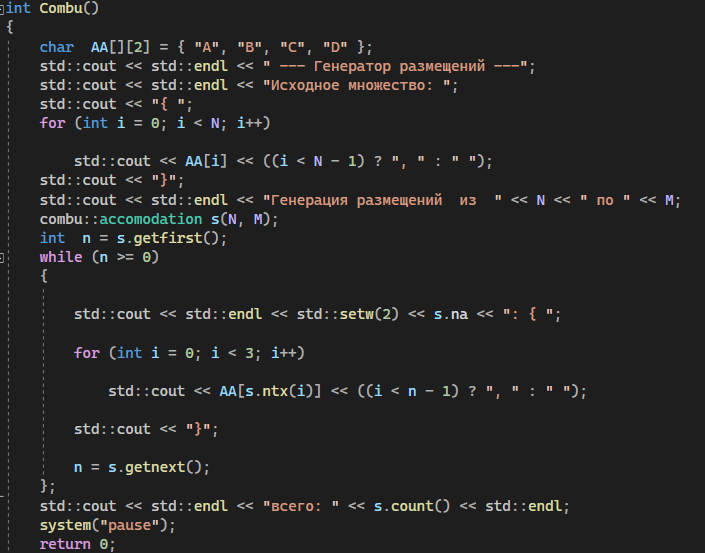 int Combu()
{
char  AA[][2] = { "A", "B", "C", "D" };
std::cout << std::endl << " --- Генератор размещений ---";
std::cout << std::endl << "Исходное множество: ";
std::cout << "{ ";
for (int i = 0; i < N; i++)
std::cout << AA[i] << ((i < N - 1) ? ", " : " ");
std::cout << "}";
std::cout << std::endl << "Генерация размещений  из  " << N << " по " << M;
combu::accomodation s(N, M);
int  n = s.getfirst();
while (n >= 0)
{
std::cout << std::endl << std::setw(2) << s.na << ": { ";
for (int i = 0; i < 3; i++)
std::cout << AA[s.ntx(i)] << ((i < n - 1) ? ", " : " ");
std::cout << "}";
n = s.getnext();
};
std::cout << std::endl << "всего: " << s.count() << std::endl;
system("pause");
return 0;